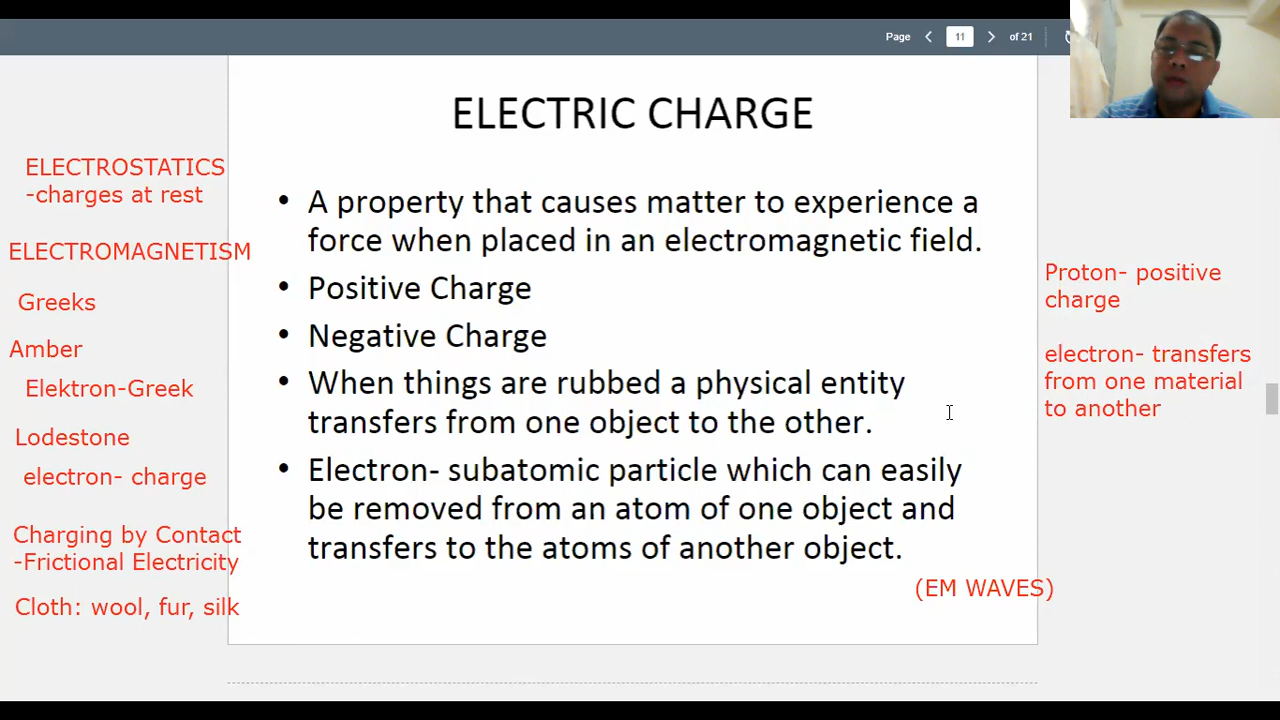 Page 11 of 21
ELECTRIC CHARGE
ELECTROSTATICS
-charges at rest
ELECTROMAGNETISM
Greeks
Amber
Elektron-Greek
Lodestone
electron- charge
Charging by Contact
-Frictional Electricity
Cloth: wool, fur, silk
• A property that causes matter to experience a
force when placed in an electromagnetic field.
• Positive Charge
• Negative Charge
• When things are rubbed a physical entity
transfers from one object to the other.
• Electron- subatomic particle which can easily
be removed from an atom of one object and
transfers to the atoms of another object.
(EM WAVES)
Proton- positive
charge
electron- transfers
from one material
to another